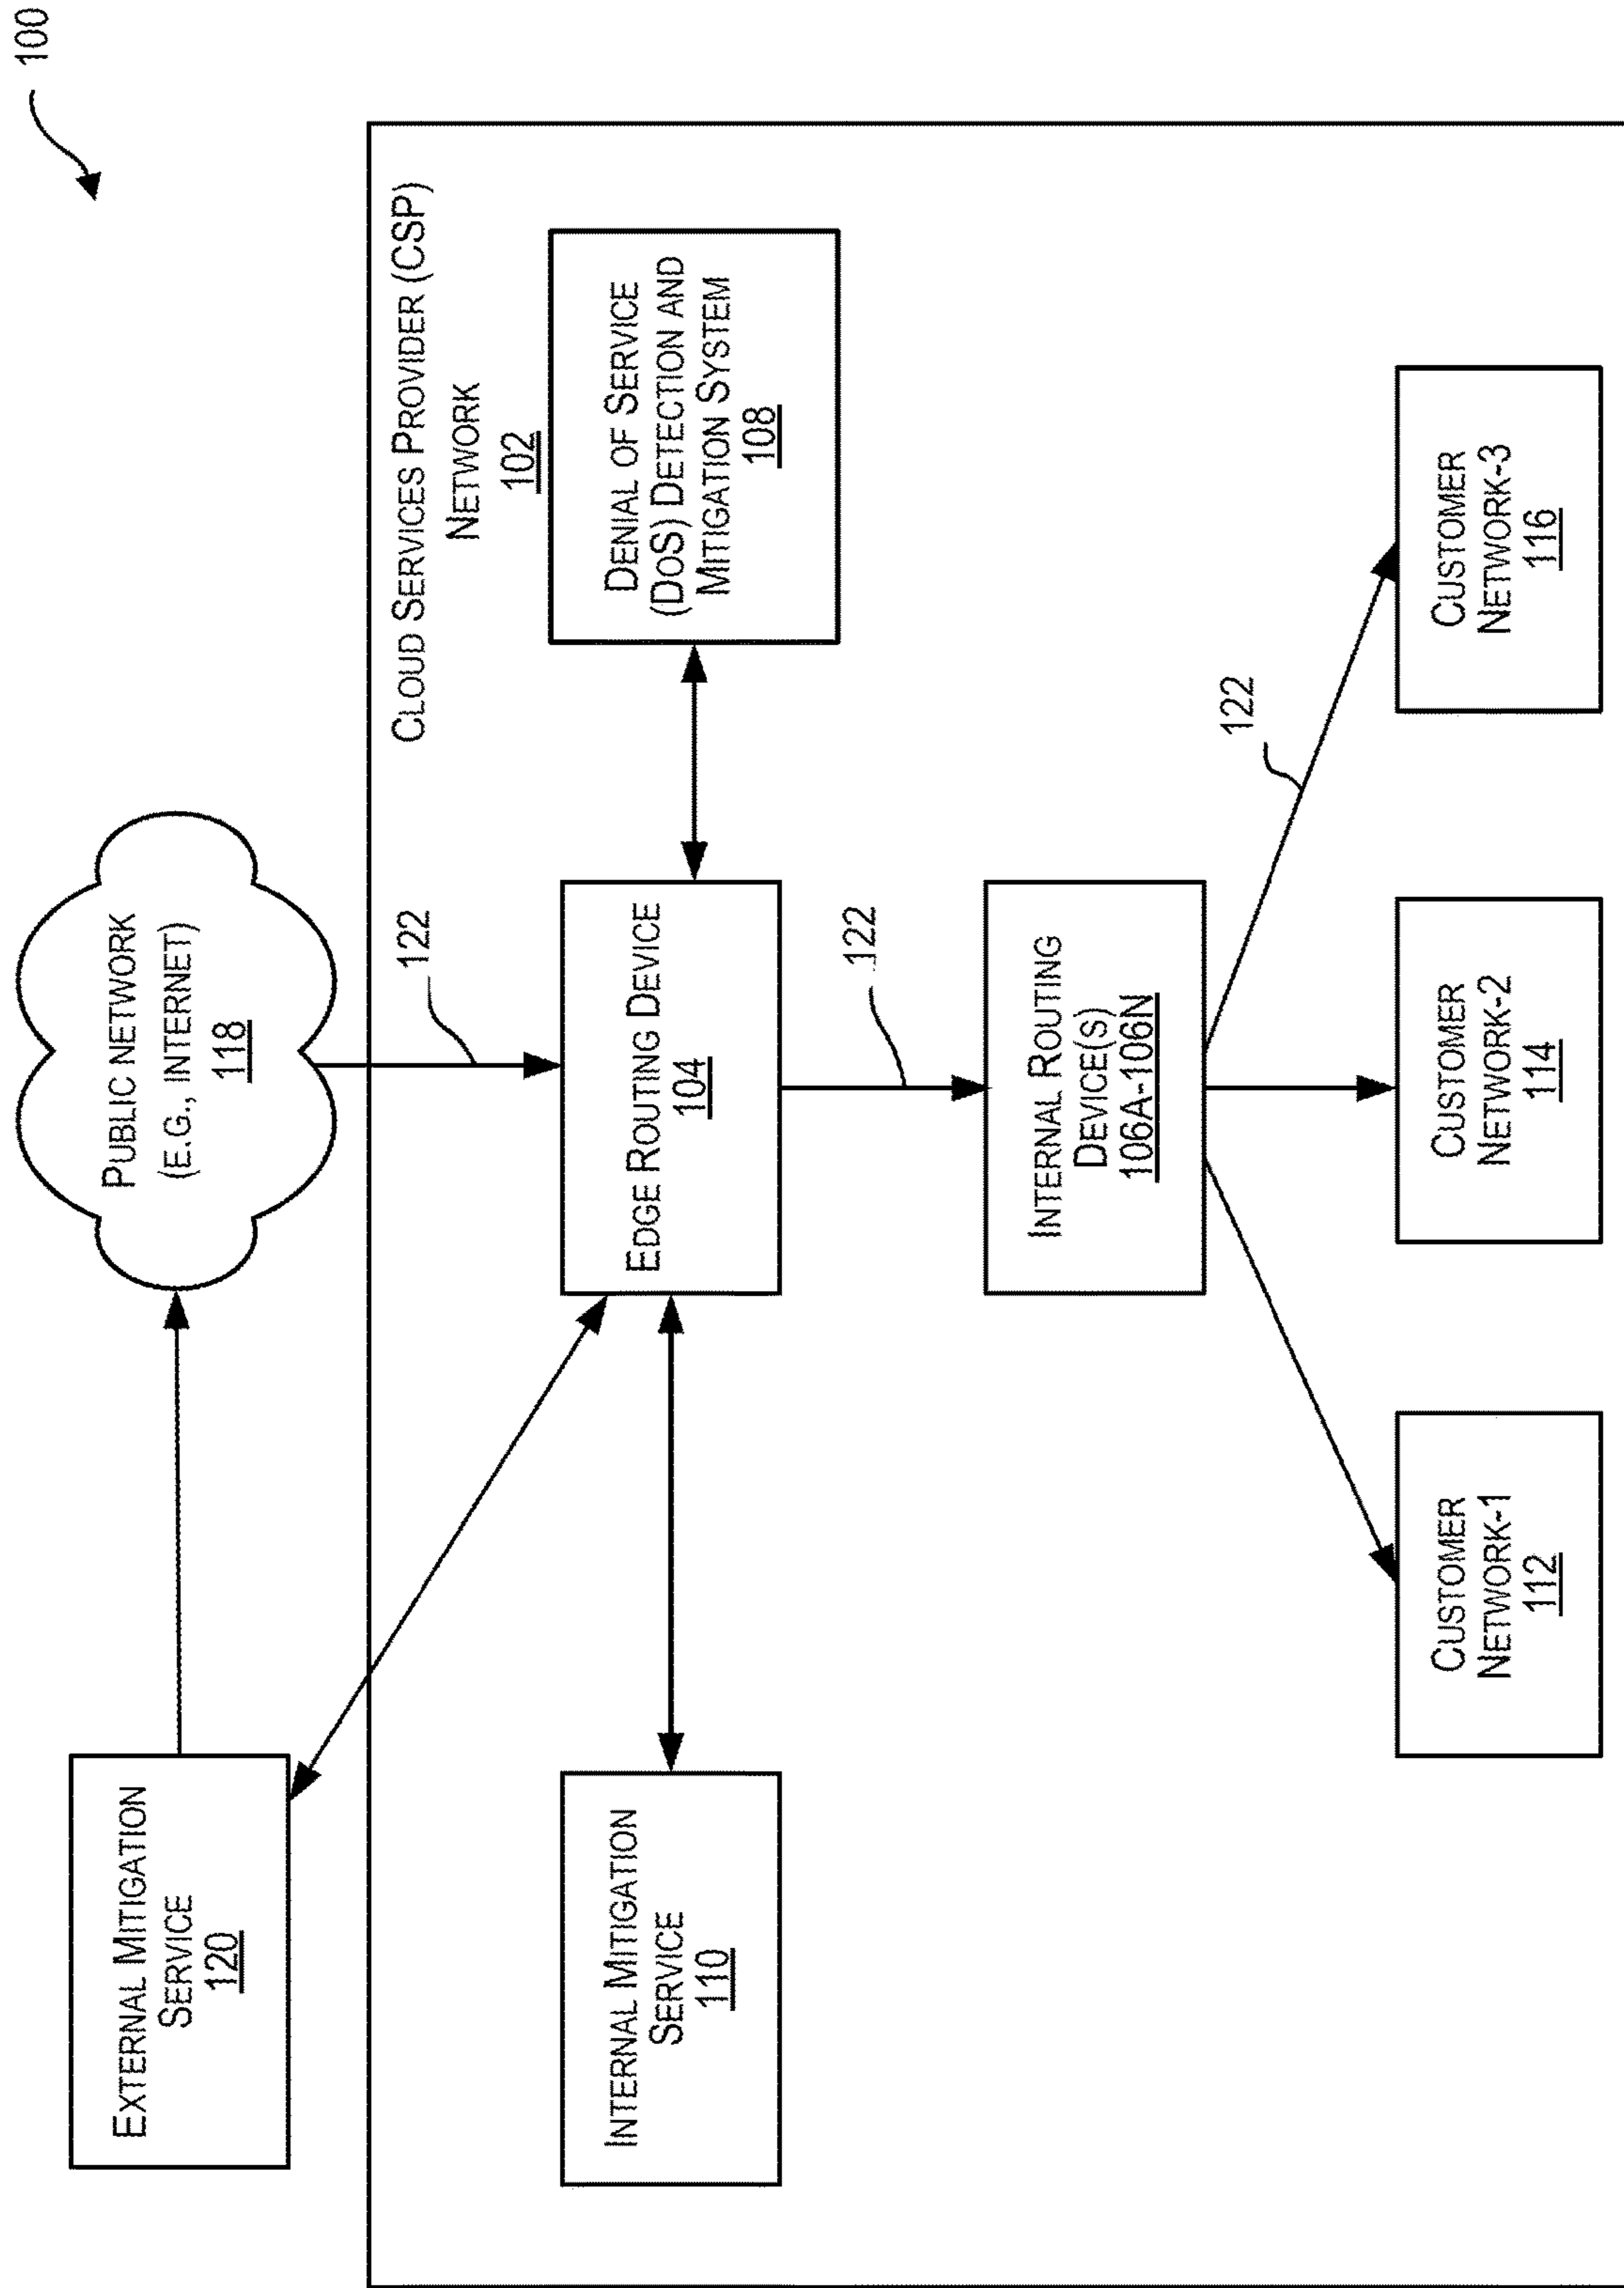 100
EXTERNAL MITIGATION
SERVICE
120
PUBLIC NETWORK
(E.G., INTERNET)
118
122
CLOUD SERVICES PROVIDER (CSP)
NETWORK
102
INTERNAL MITIGATION
SERVICE
110
EDGE ROUTING DEVICE
104
DENIAL OF SERVICE
(DOS) DETECTION AND
MITIGATION SYSTEM
108
122
INTERNAL ROUTING
DEVICE(S)
106A-106N
122
CUSTOMER
NETWORK-1
112
CUSTOMER
NETWORK-2
114
CUSTOMER
NETWORK-3
116